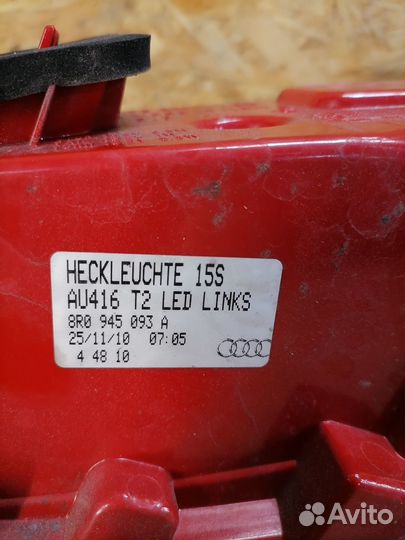 HECKLEUCHTE 15S
AU416 T2 LED LINKS
8R0 945 093 A
25/11/10 07:05
4 48 10
Avito